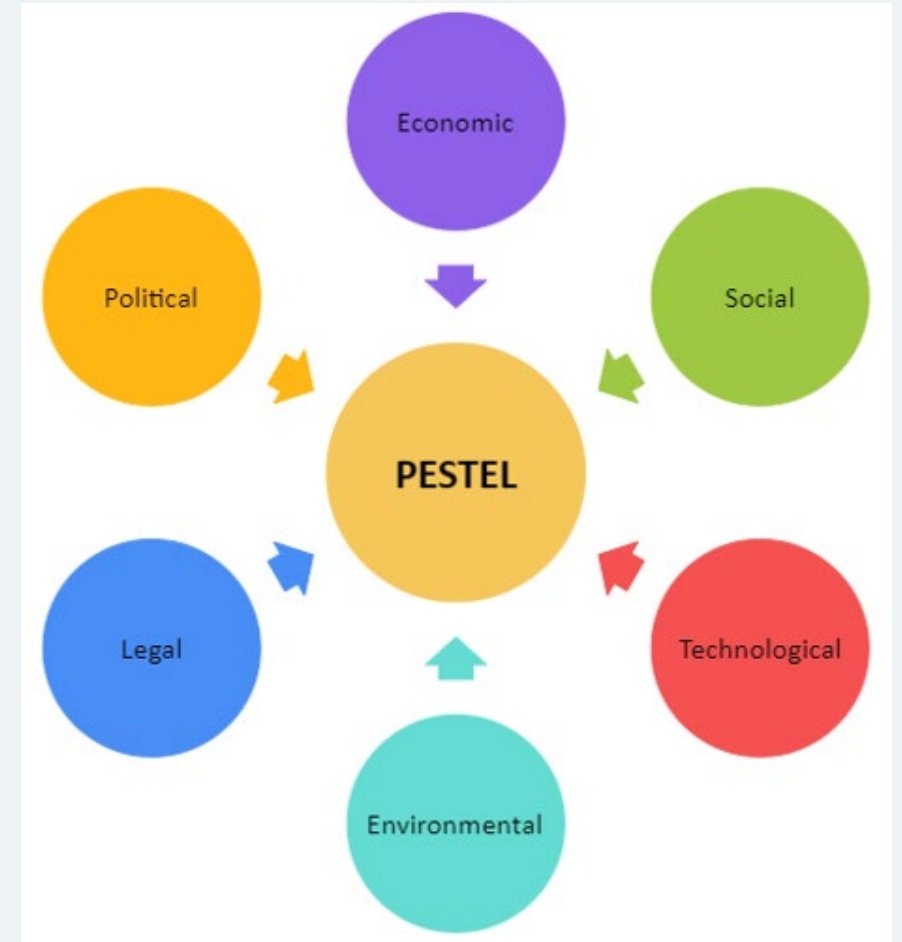 Economic
Political
Social
PESTEL
Legal
Technological
Environmental